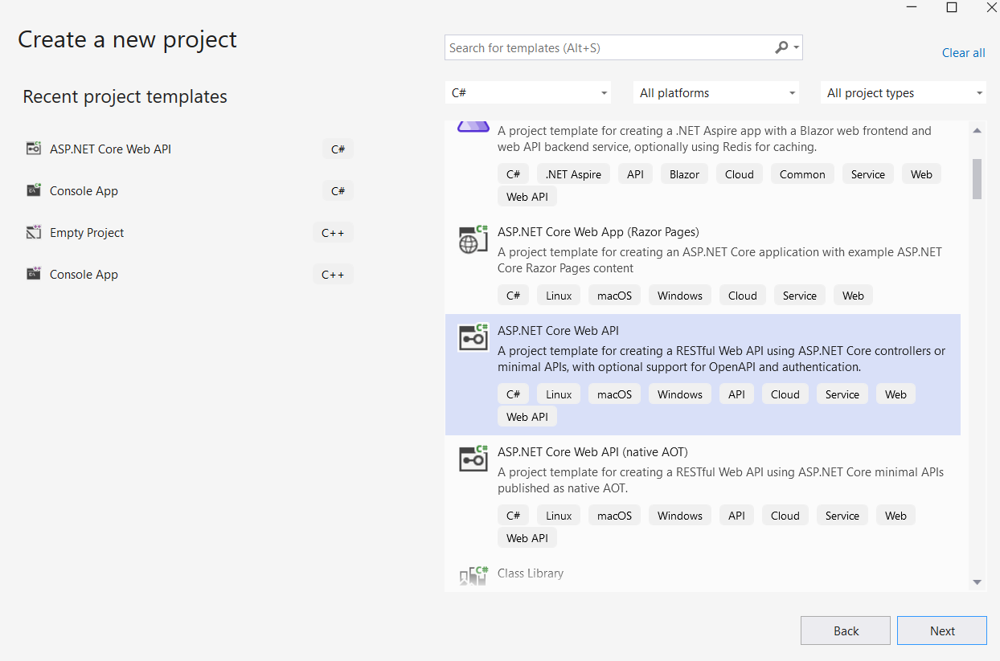 Create a new project
Search for templates (Alt+S)
Clear all
Recent project templates
C#
All platforms
All project types
ASP.NET Core Web API
C#
Console App
C#
Empty Project
C++
Console App
C++
A project template for creating a .NET Aspire app with a Blazor web frontend and
web API backend service, optionally using Redis for caching.
C# .NET Aspire API Blazor Cloud Common Service Web
Web API
ASP.NET Core Web App (Razor Pages)
A project template for creating an ASP.NET Core application with example ASP.NET
Core Razor Pages content
C# Linux macOS Windows Cloud Service Web
ASP.NET Core Web API
A project template for creating a RESTful Web API using ASP.NET Core controllers or
minimal APIs, with optional support for OpenAPI and authentication.
C# Linux macOS Windows API Cloud Service Web
Web API
ASP.NET Core Web API (native AOT)
A project template for creating a RESTful Web API using ASP.NET Core minimal APIs
published as native AOT.
C# Linux macOS Windows API Cloud Service Web
Web API
Class Library
Back
Next